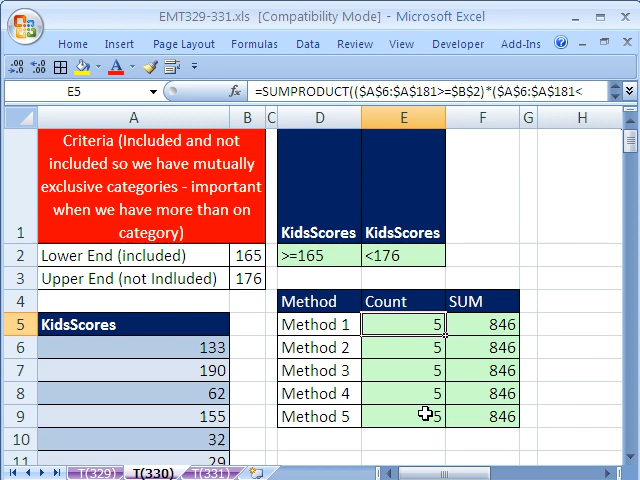 EMT329-331.xls [Compatibility Mode] - Microsoft Excel
Home Insert Page Layout Formulas Data Review View Developer Add-Ins
E5 fx =SUMPRODUCT(($A$6:$A$181>=$B$2)*($A$6:$A$181<
A B C D E F G H
Criteria (Included and not
included so we have mutually
exclusive categories - important
when we have more than on
category)
1 KidsScores KidsScores
2 Lower End (included) 165 >=165 <176
3 Upper End (not Indluded) 176
4 Method Count SUM
5 KidsScores Method 1 5 846
6 133 Method 2 5 846
7 190 Method 3 5 846
8 62 Method 4 5 846
9 155 Method 5 5 846
10 32
11 29
T(329) T(330) T(331)